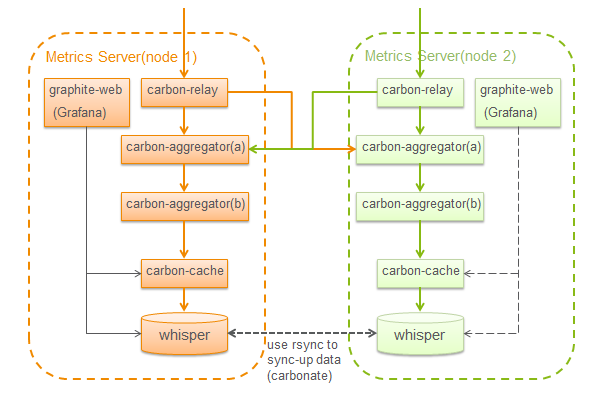 Metrics Server(node 1)
graphite-web
(Grafana)
carbon-relay
carbon-aggregator(a)
carbon-aggregator(b)
carbon-cache
whisper
use rsync to
sync-up data
(carbonate)
Metrics Server(node 2)
carbon-relay
graphite-web
(Grafana)
carbon-aggregator(a)
carbon-aggregator(b)
carbon-cache
whisper